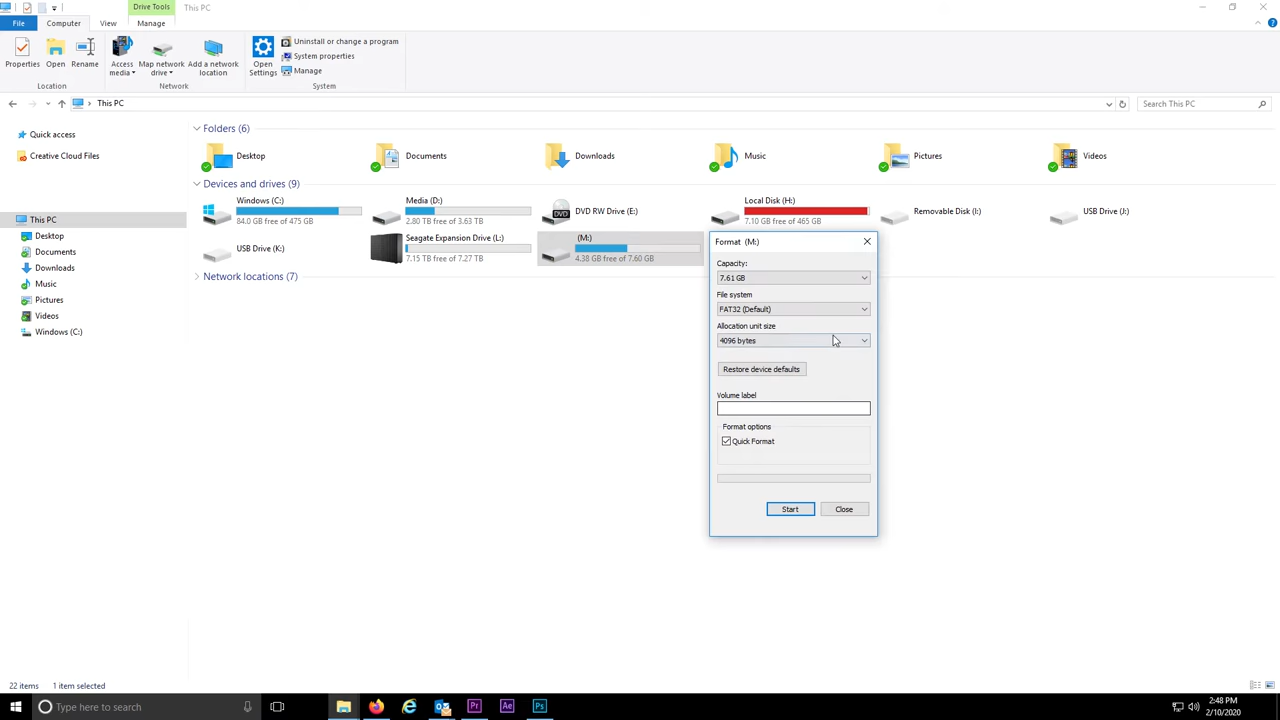 Drive Tools
This PC
File
Computer
View
Manage
Properties
Open
Rename
Access media
Map network drive
Add a network location
Open Settings
Uninstall or change a program
System properties
Manage
Location
Network
System
This PC
Search This PC
Quick access
Creative Cloud Files
This PC
Desktop
Documents
Downloads
Music
Pictures
Videos
Windows (C:)
Folders (6)
Desktop
Documents
Downloads
Music
Pictures
Videos
Devices and drives (9)
Windows (C:)
84.0 GB free of 475 GB
Media (D:)
2.80 TB free of 3.63 TB
DVD
DVD RW Drive (E:)
Local Disk (H:)
7.10 GB free of 465 GB
Removable Disk (I:)
USB Drive (J:)
USB Drive (K:)
Seagate Expansion Drive (L:)
7.15 TB free of 7.27 TB
(M:)
4.38 GB free of 7.60 GB
Network locations (7)
Format (M:)
Capacity:
7.61 GB
File system
FAT32 (Default)
Allocation unit size
4096 bytes
Restore device defaults
Volume label
Format options
Quick Format
Start
Close
22 items
1 item selected
Type here to search
Pr
Ae
Ps
2:48 PM
2/10/2020